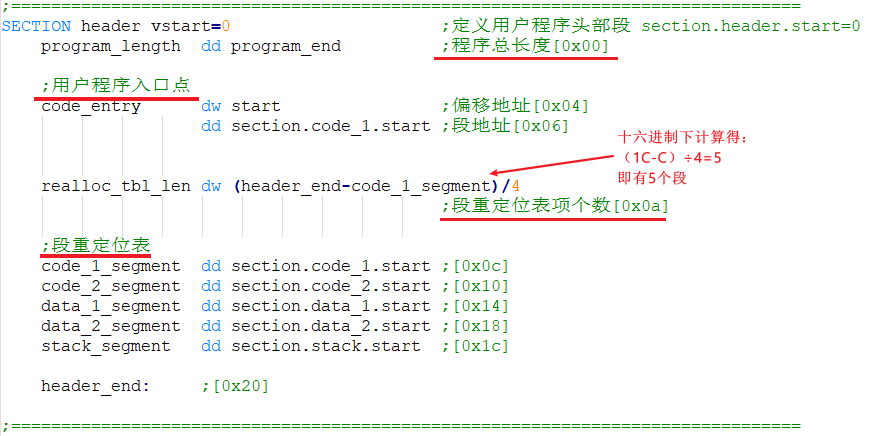 ;===============================================================================
SECTION header vstart=0                     ;定义用户程序头部段 section.header.start=0
    program_length  dd program_end          ;程序总长度[0x00]
    ;用户程序入口点
    code_entry      dw start                ;偏移地址[0x04]
                    dd section.code_1.start ;段地址[0x06]
十六进制下计算得:
(1C-C)÷4=5
即有5个段
    realloc_tbl_len dw (header_end-code_1_segment)/4
                                            ;段重定位表项个数[0x0a]
    ;段重定位表
    code_1_segment  dd section.code_1.start ;[0x0c]
    code_2_segment  dd section.code_2.start ;[0x10]
    data_1_segment  dd section.data_1.start ;[0x14]
    data_2_segment  dd section.data_2.start ;[0x18]
    stack_segment   dd section.stack.start  ;[0x1c]
    header_end:     ;[0x20]
;===============================================================================